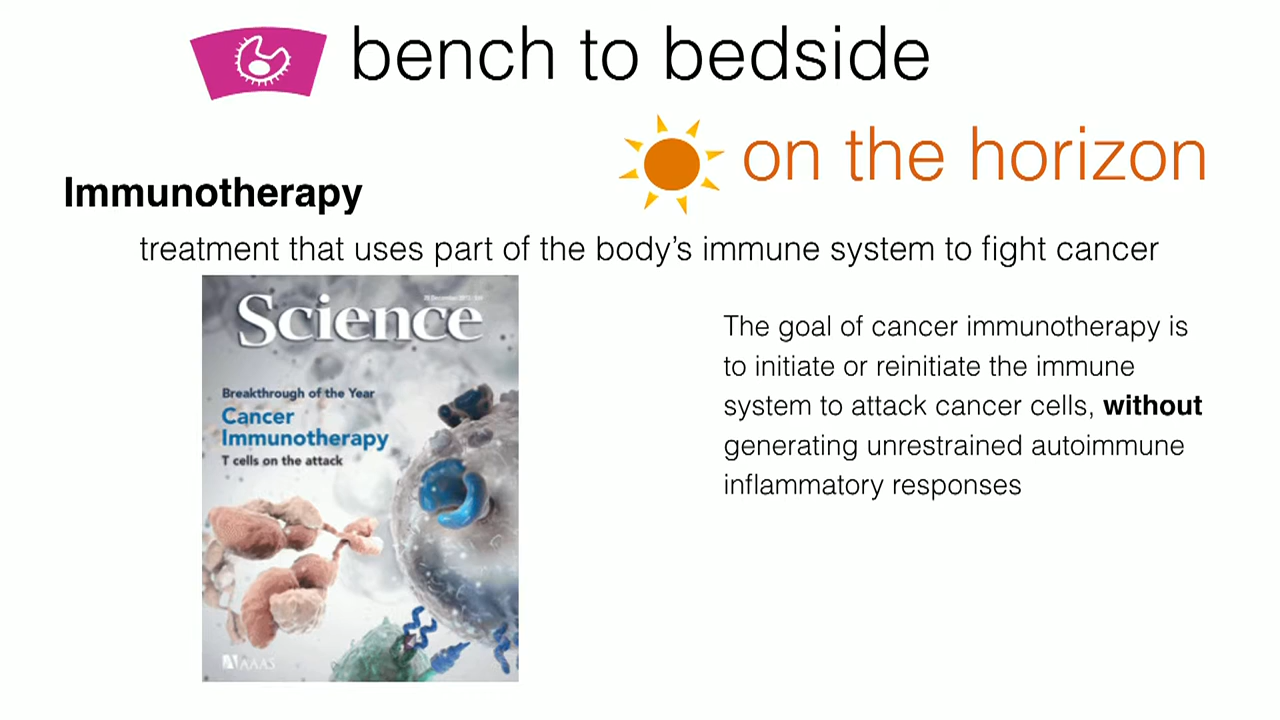 bench to bedside
on the horizon
Immunotherapy
treatment that uses part of the body's immune system to fight cancer
Science
Breakthrough of the Year
Cancer
Immunotherapy
T cells on the attack
AAAS
The goal of cancer immunotherapy is
to initiate or reinitiate the immune
system to attack cancer cells, without
generating unrestrained autoimmune
inflammatory responses